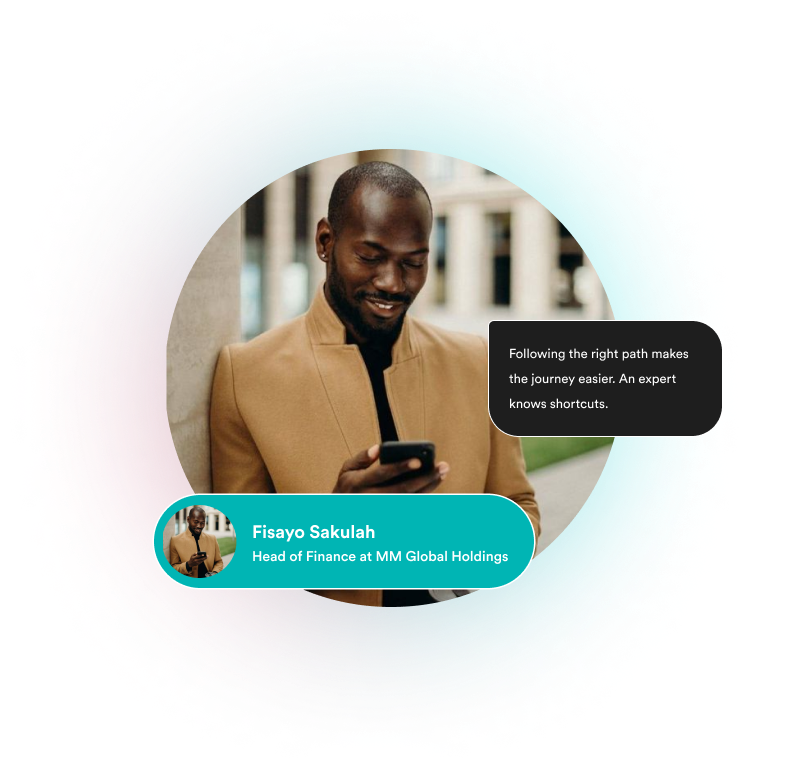 Following the right path makes
the journey easier. An expert
knows shortcuts.
Fisayo Sakulah
Head of Finance at MM Global Holdings